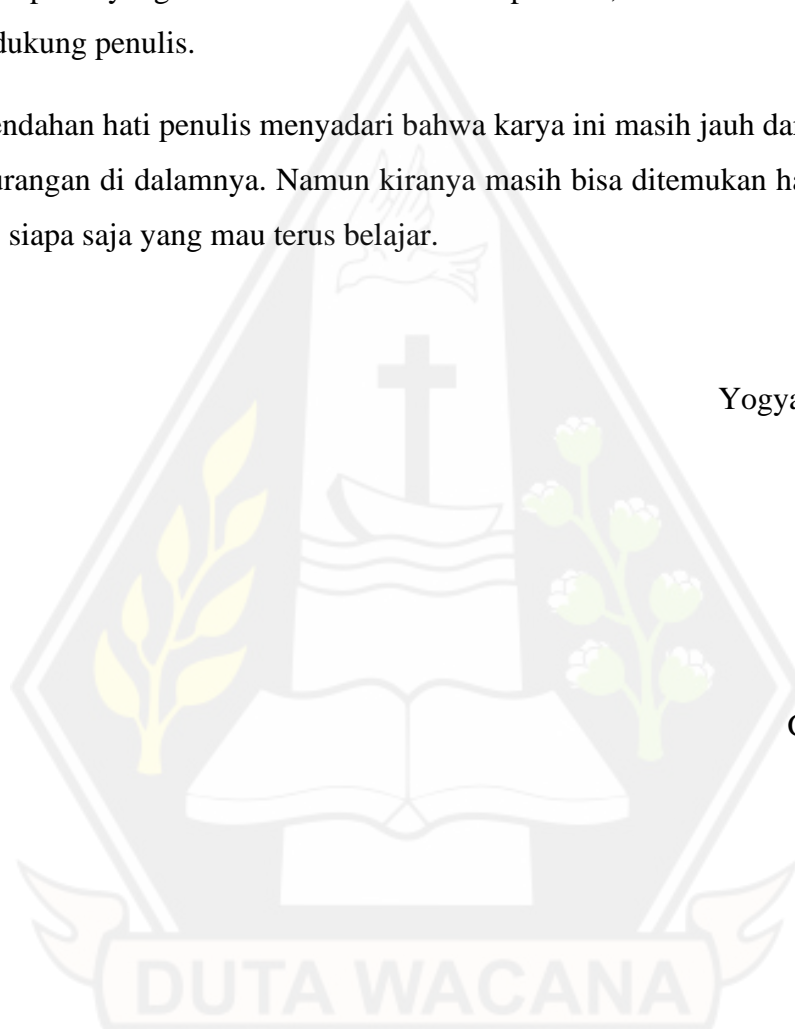 dukung penulis.
endahan hati penulis menyadari bahwa karya ini masih jauh dar
urangan di dalamnya. Namun kiranya masih bisa ditemukan ha
siapa saja yang mau terus belajar.
Yogya
DUTA WACANA